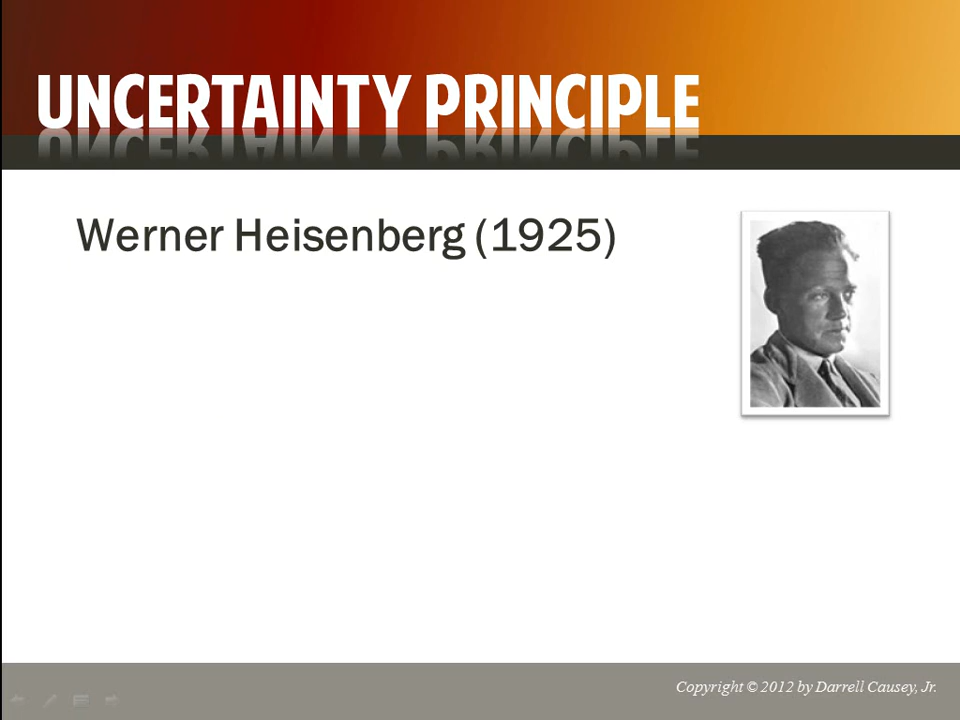 UNCERTAINTY PRINCIPLE
Werner Heisenberg (1925)
Copyright © 2012 by Darrell Causey, Jr.